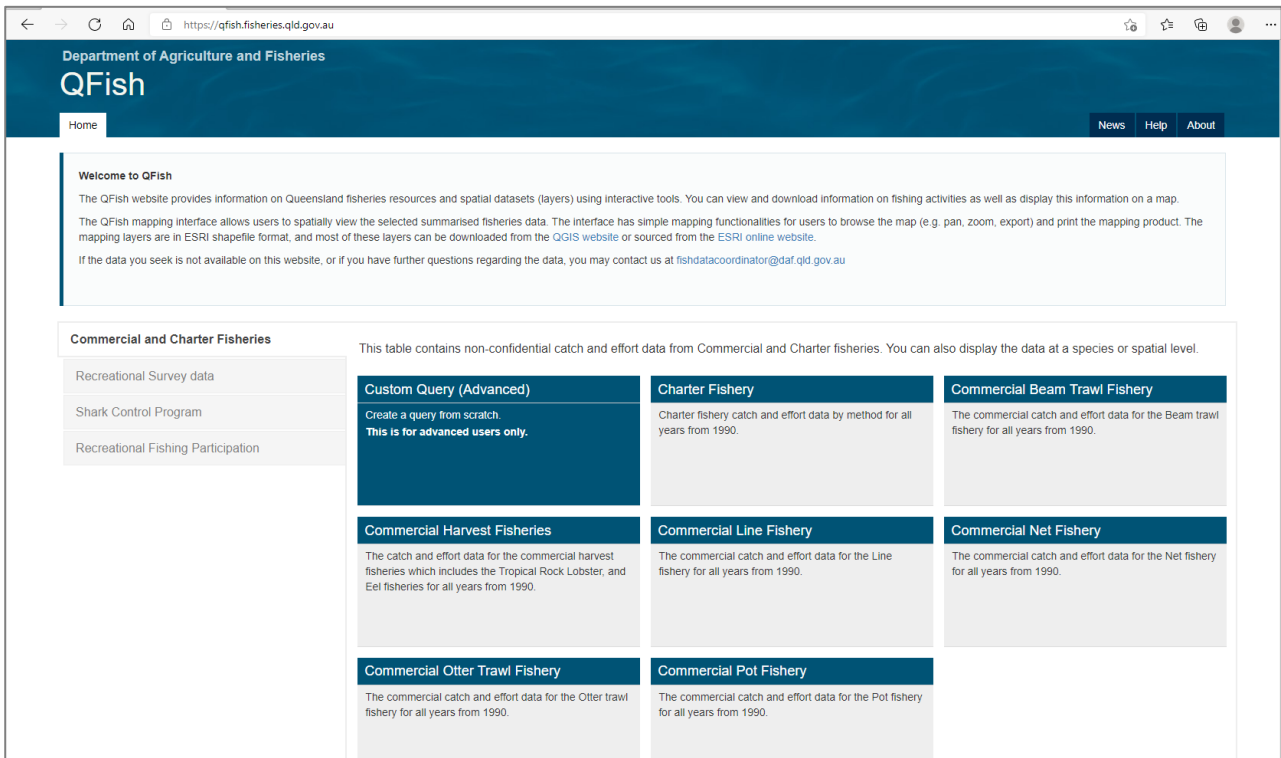 https://qfish.fisheries.qld.gov.au
Department of Agriculture and Fisheries
QFish
Home
News Help About
Welcome to QFish
The QFish website provides information on Queensland fisheries resources and spatial datasets (layers) using interactive tools. You can view and download information on fishing activities as well as display this information on a map.
The QFish mapping interface allows users to spatially view the selected summarised fisheries data. The interface has simple mapping functionalities for users to browse the map (e.g. pan, zoom, export) and print the mapping product. The
mapping layers are in ESRI shapefile format, and most of these layers can be downloaded from the QGIS website or sourced from the ESRI online website.
If the data you seek is not available on this website, or if you have further questions regarding the data, you may contact us at fishdatacoordinator@daf.qld.gov.au
Commercial and Charter Fisheries
Recreational Survey data
Shark Control Program
Recreational Fishing Participation
This table contains non-confidential catch and effort data from Commercial and Charter fisheries. You can also display the data at a species or spatial level.
Custom Query (Advanced)
Create a query from scratch.
This is for advanced users only.
Charter Fishery
Charter fishery catch and effort data by method for all
years from 1990.
Commercial Beam Trawl Fishery
The commercial catch and effort data for the Beam trawl
fishery for all years from 1990.
Commercial Harvest Fisheries
The catch and effort data for the commercial harvest
fisheries which includes the Tropical Rock Lobster, and
Eel fisheries for all years from 1990.
Commercial Line Fishery
The commercial catch and effort data for the Line
fishery for all years from 1990.
Commercial Net Fishery
The commercial catch and effort data for the Net fishery
for all years from 1990.
Commercial Otter Trawl Fishery
The commercial catch and effort data for the Otter trawl
fishery for all years from 1990.
Commercial Pot Fishery
The commercial catch and effort data for the Pot fishery
for all years from 1990.